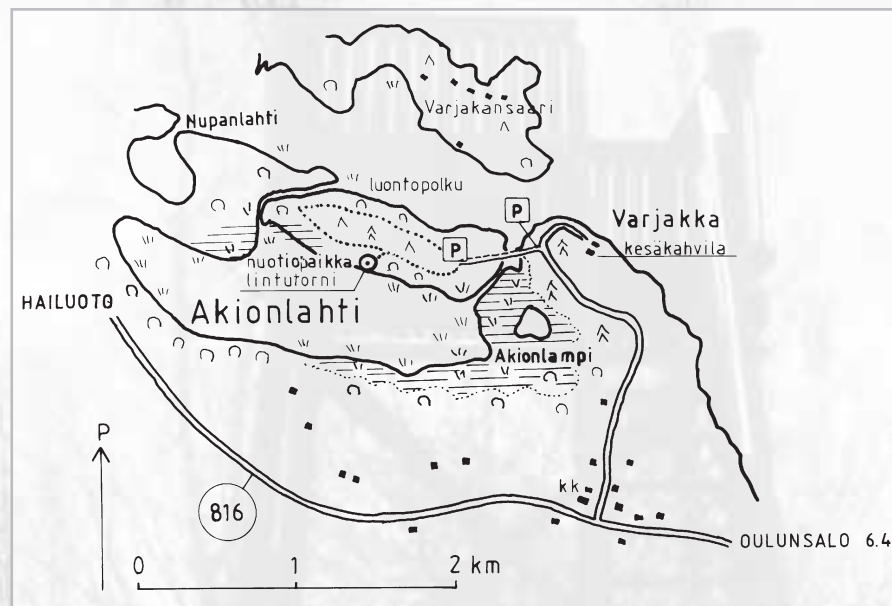 Nupanlahti
Varjakansaari
luontopolku
P
P
Varjakka
kesäkahvila
nuotiopaikka
lintutorni
HAILUOTO
Akionlahti
Akionlampi
P
816
kk
OULUNSALO 6.4
0 1 2 km